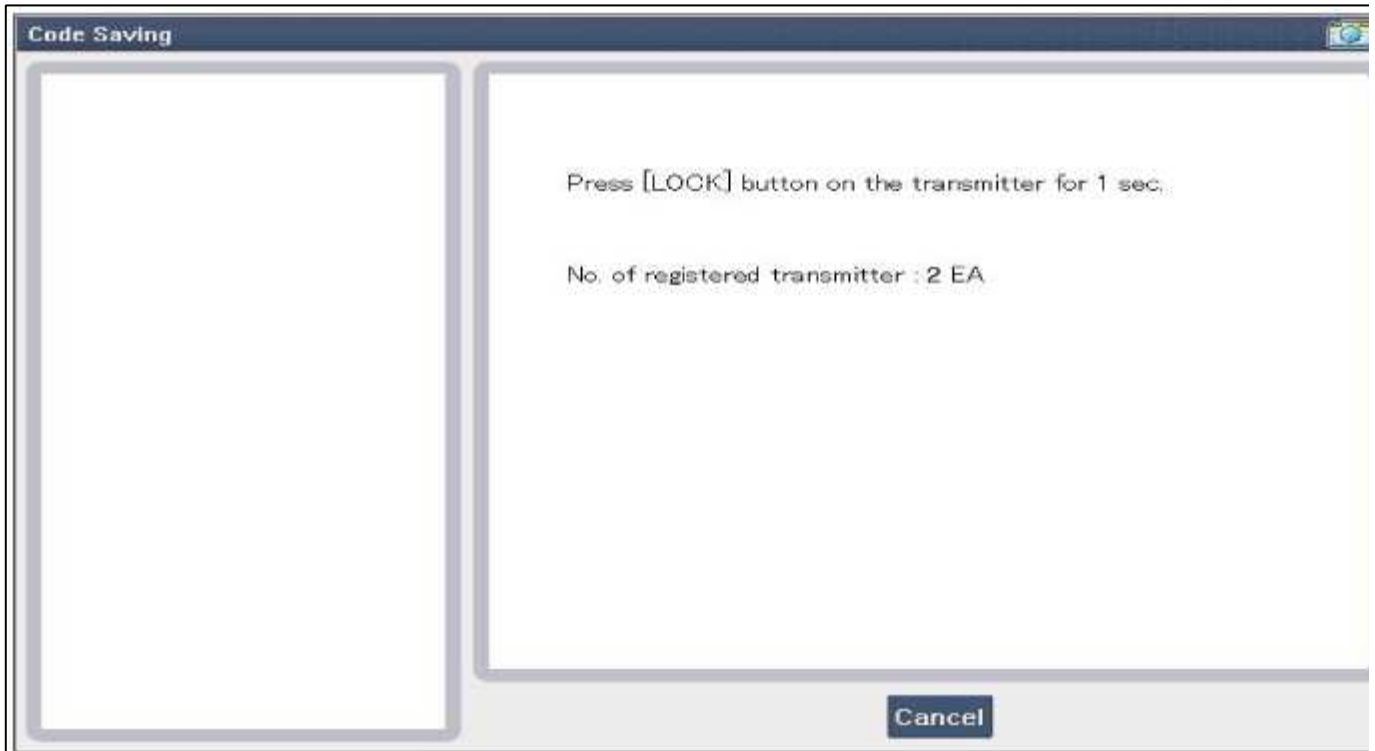 Code Saving
Press [LOCK] button on the transmitter for 1 sec.
No. of registered transmitter : 2 EA
Cancel